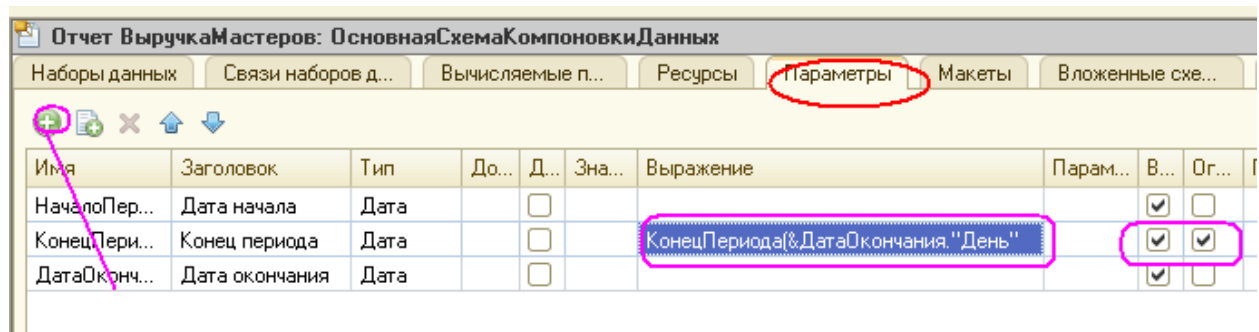 Отчет ВыручкаМастеров: ОсновнаяСхемаКомпоновкиДанных
Наборы данных Связи наборов д... Вычисляемые п... Ресурсы Параметры Макеты Вложенные схе...
Имя Заголовок Тип До... Д... Зна... Выражение Парам... В... Ог...
НачалоПер... Дата начала Дата
КонецПери... Конец периода Дата КонецПериода(&ДатаОкончания."День"
ДатаОконч... Дата окончания Дата